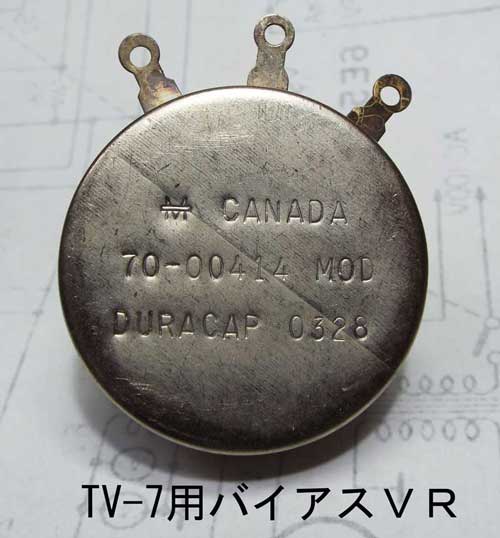 M CANADA
70-00414 MOD
DURACAP 0328
TV-7用バイアスVR